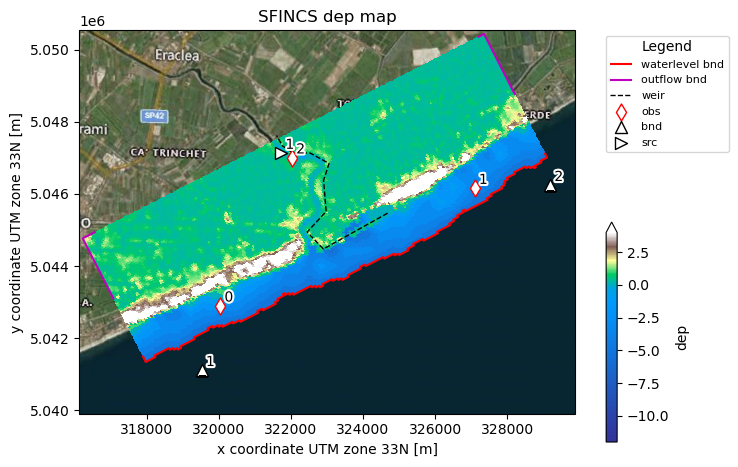 SFINCS dep map
1e6
5.050
5.048
5.046
5.044
5.042
5.040
y coordinate UTM zone 33N [m]
318000
320000
322000
324000
326000
328000
x coordinate UTM zone 33N [m]
Eraclea
SP42
CA' TRINCHET
rami
O
A.
ERDE
1
2
1
2
0
1
Legend
waterlevel bnd
outflow bnd
weir
obs
bnd
src
2.5
0.0
−2.5
−5.0
−7.5
−10.0
dep